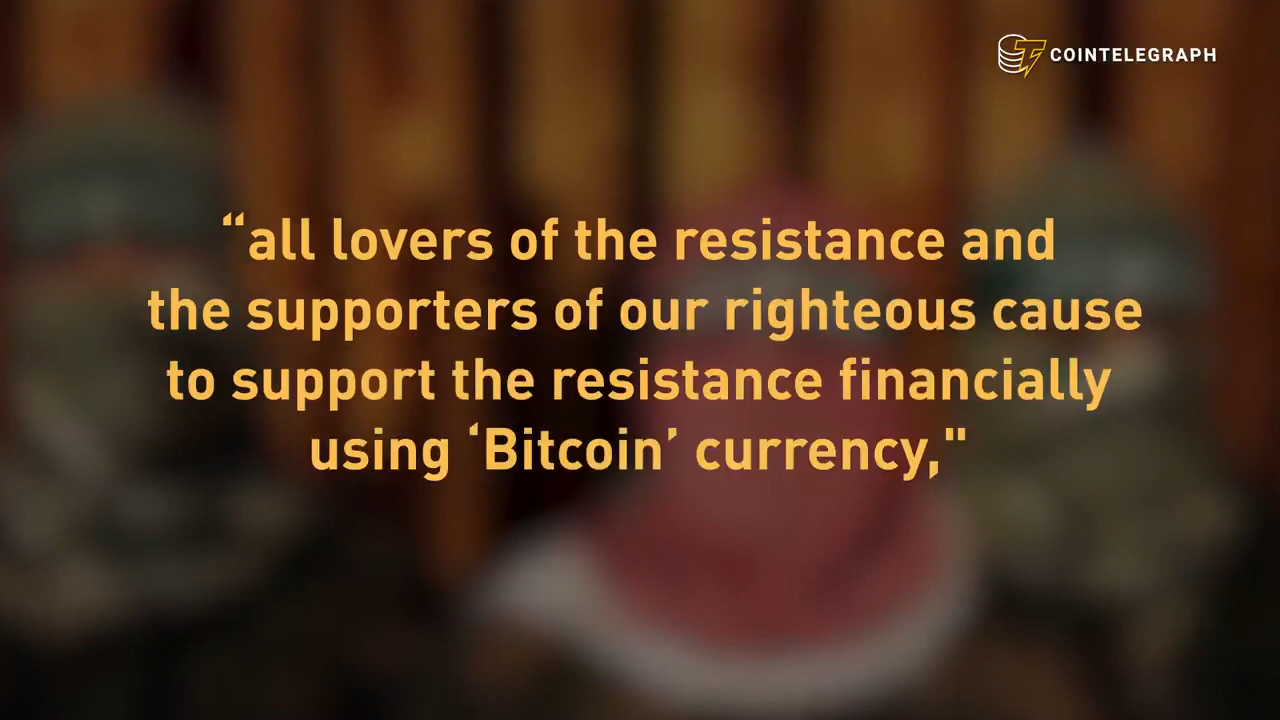 COINTELEGRAPH
“all lovers of the resistance and
the supporters of our righteous cause
to support the resistance financially
using ‘Bitcoin’ currency,"